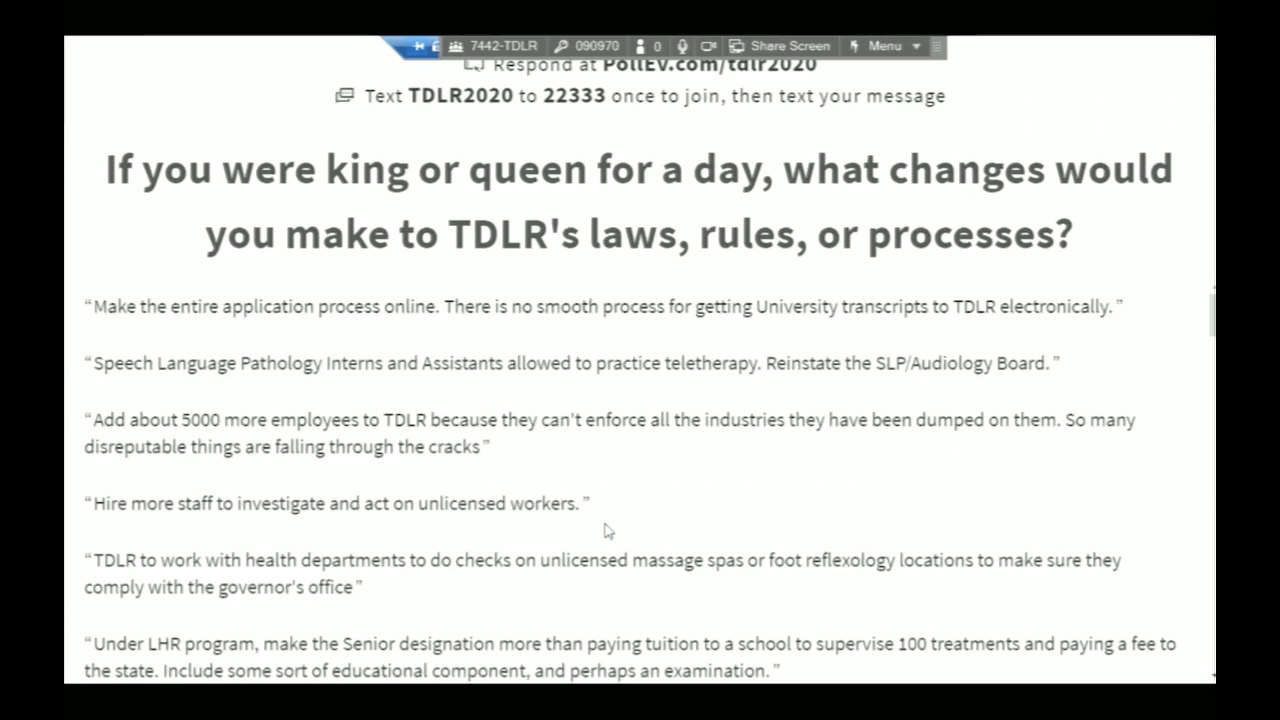 7442-TDLR 090970 0 Share Screen Menu
Respond at PollEv.com/tdlr2020
Text TDLR2020 to 22333 once to join, then text your message
If you were king or queen for a day, what changes would
you make to TDLR's laws, rules, or processes?
“Make the entire application process online. There is no smooth process for getting University transcripts to TDLR electronically.”
“Speech Language Pathology Interns and Assistants allowed to practice teletherapy. Reinstate the SLP/Audiology Board.”
“Add about 5000 more employees to TDLR because they can't enforce all the industries they have been dumped on them. So many
disreputable things are falling through the cracks”
“Hire more staff to investigate and act on unlicensed workers.”
“TDLR to work with health departments to do checks on unlicensed massage spas or foot reflexology locations to make sure they
comply with the governor's office”
“Under LHR program, make the Senior designation more than paying tuition to a school to supervise 100 treatments and paying a fee to
the state. Include some sort of educational component, and perhaps an examination.”